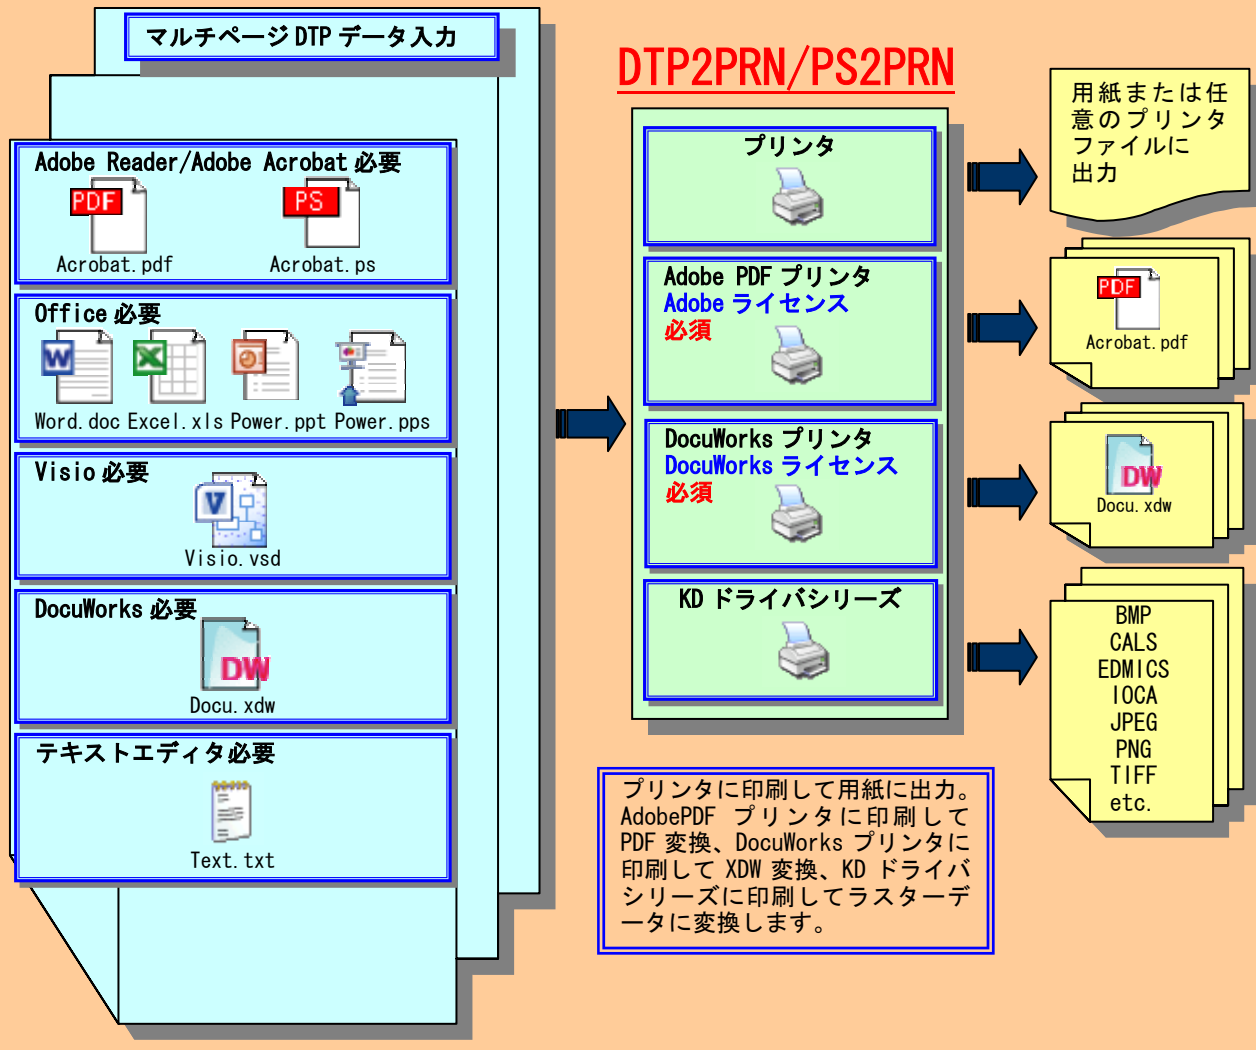 マルチページ DTP データ入力
Adobe Reader/Adobe Acrobat 必要
PDF
PS
Acrobat.pdf
Acrobat.ps
Office 必要
Word.doc Excel.xls Power.ppt Power.pps
Visio 必要
Visio.vsd
DocuWorks 必要
DW
Docu.xdw
テキストエディタ必要
Text.txt
DTP2PRN/PS2PRN
プリンタ
Adobe PDF プリンタ
Adobe ライセンス
必須
DocuWorks プリンタ
DocuWorks ライセンス
必須
KD ドライバシリーズ
用紙または任
意のプリンタ
ファイルに
出力
PDF
Acrobat.pdf
DW
Docu.xdw
BMP
CALS
EDMICS
IOCA
JPEG
PNG
TIFF
etc.
プリンタに印刷して用紙に出力。
AdobePDF プリンタに印刷して
PDF 変換、DocuWorks プリンタに
印刷して XDW 変換、KD ドライバ
シリーズに印刷してラスターデ
ータに変換します。